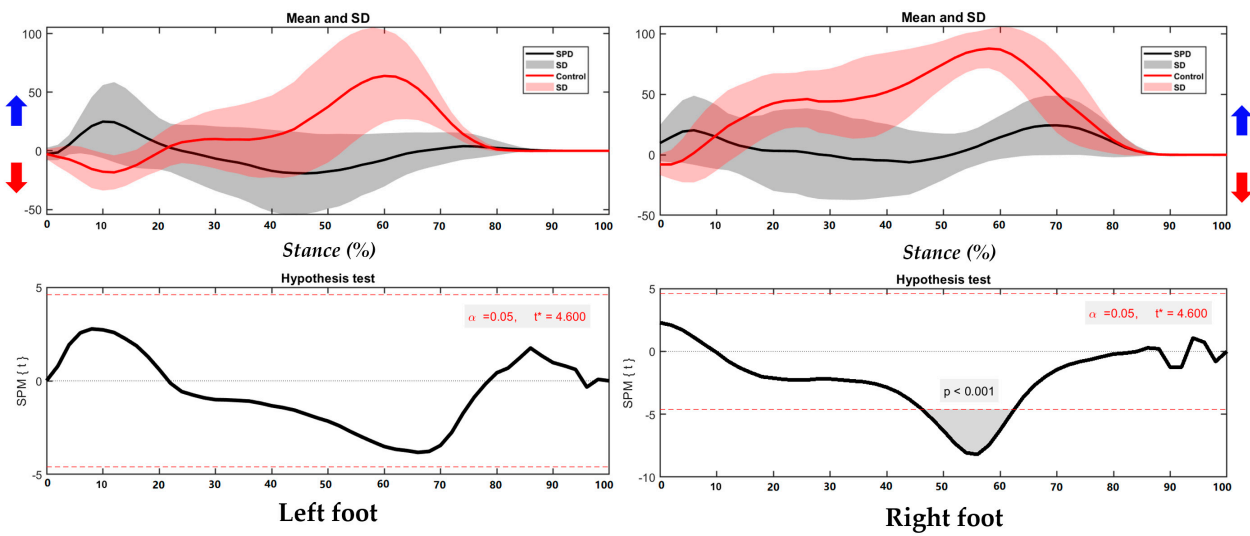 Mean and SD
100
50
0
-50
SPD
SD
Control
SD
0 10 20 30 40 50 60 70 80 90 100
Stance (%)
Hypothesis test
5
0
-5
SPM { t }
α =0.05, t* = 4.600
0 10 20 30 40 50 60 70 80 90 100
Left foot
Mean and SD
100
50
0
-50
SPD
SD
Control
SD
0 10 20 30 40 50 60 70 80 90 100
Stance (%)
Hypothesis test
5
0
-5
-10
SPM { t }
α =0.05, t* = 4.600
p < 0.001
0 10 20 30 40 50 60 70 80 90 100
Right foot